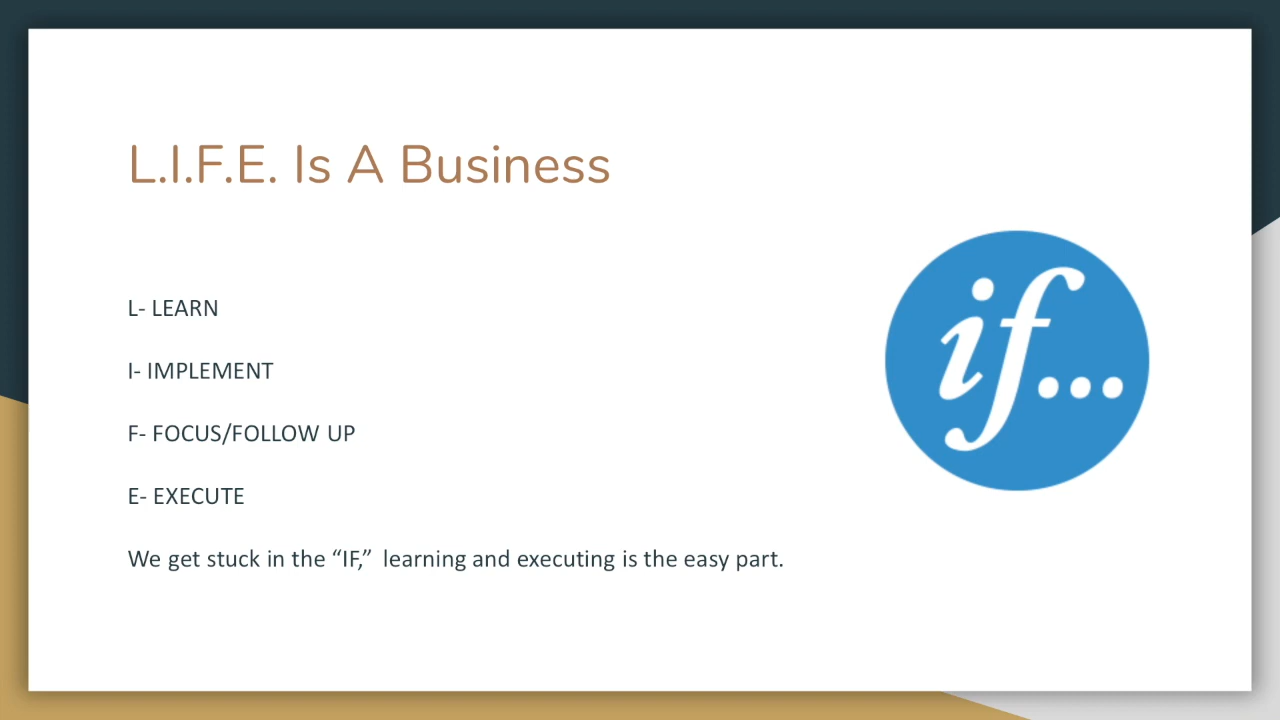 L.I.F.E. Is A Business
L- LEARN
I- IMPLEMENT
if...
F- FOCUS/FOLLOW UP
E- EXECUTE
We get stuck in the “IF,”  learning and executing is the easy part.